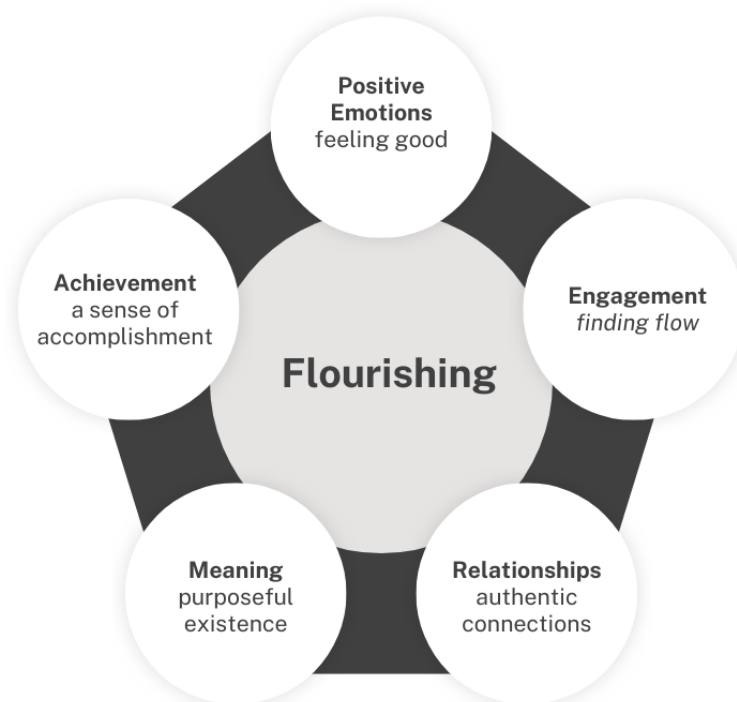 Positive
Emotions
feeling good
Achievement
a sense of
accomplishment
Engagement
finding flow
Flourishing
Meaning
purposeful
existence
Relationships
authentic
connections